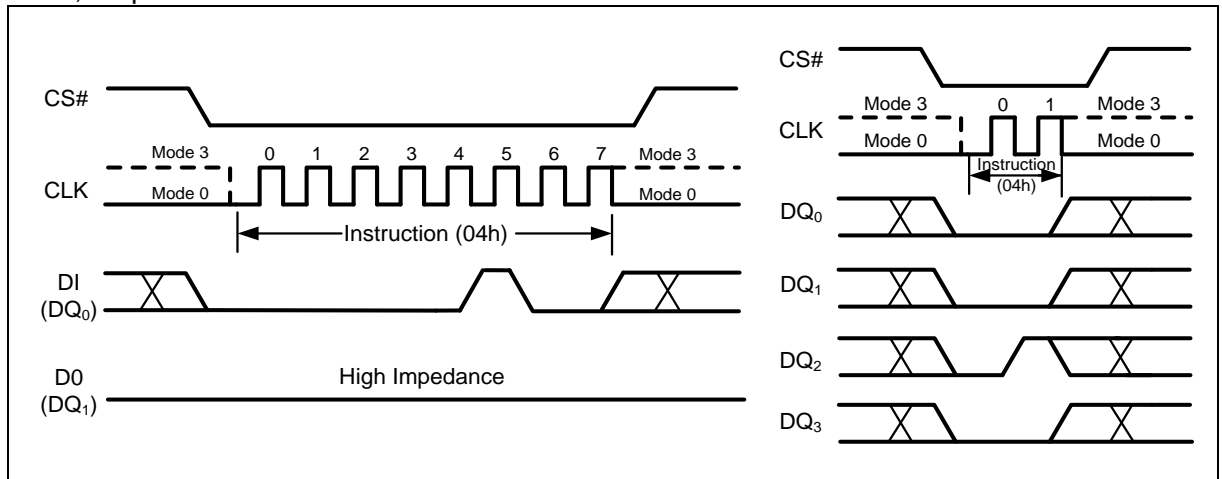 CS#
Mode 3 0 1 2 3 4 5 6 7 Mode 3
CLK
Mode 0 Mode 0
Instruction (04h)
DI
(DQ0)
D0
(DQ1)
High Impedance
CS#
Mode 3 0 1 Mode 3
CLK
Mode 0 Mode 0
Instruction
(04h)
DQ0
DQ1
DQ2
DQ3